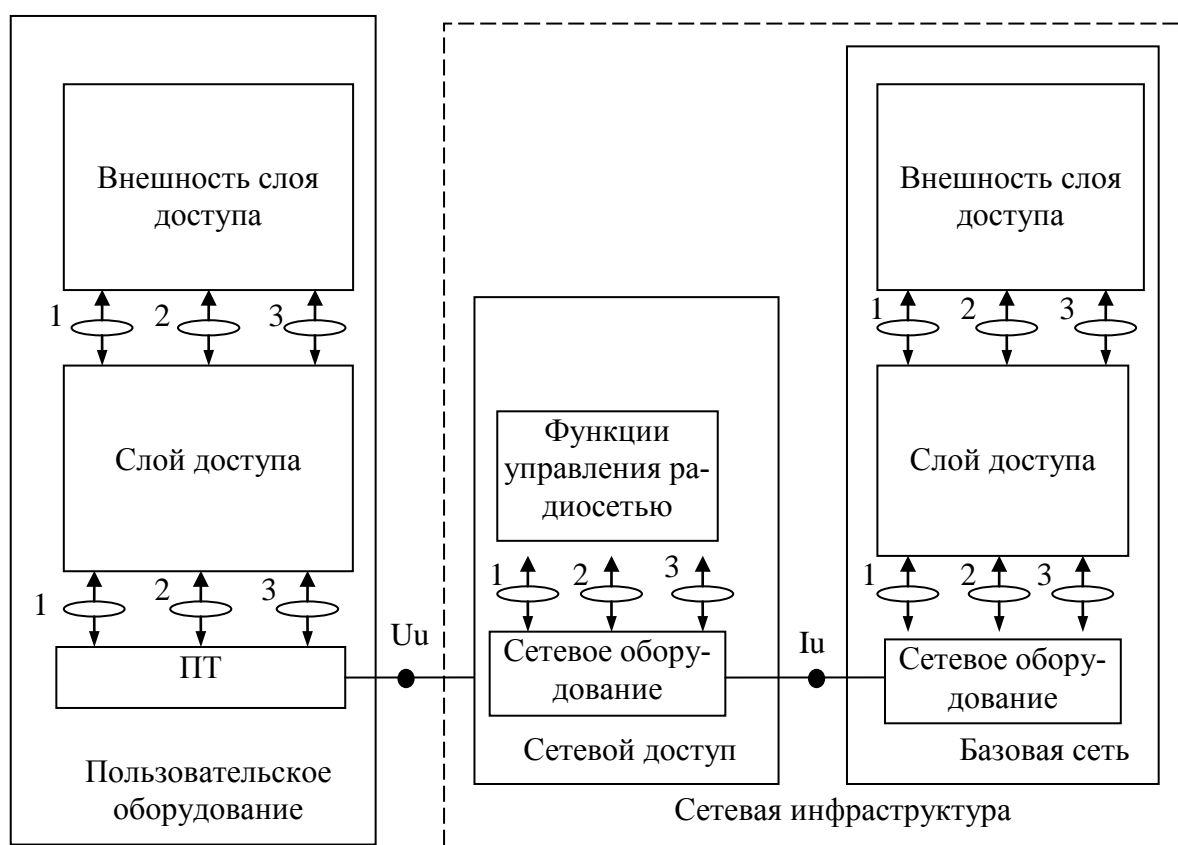 Внешность слоя
доступа
1
2
3
Слой доступа
1
2
3
ПТ
Пользовательское
оборудование
Uu
Функции
управления ра-
диосетью
1
2
3
Сетевое обору-
дование
Сетевой доступ
Iu
Внешность слоя
доступа
1
2
3
Слой доступа
1
2
3
Сетевое обору-
дование
Базовая сеть
Сетевая инфраструктура